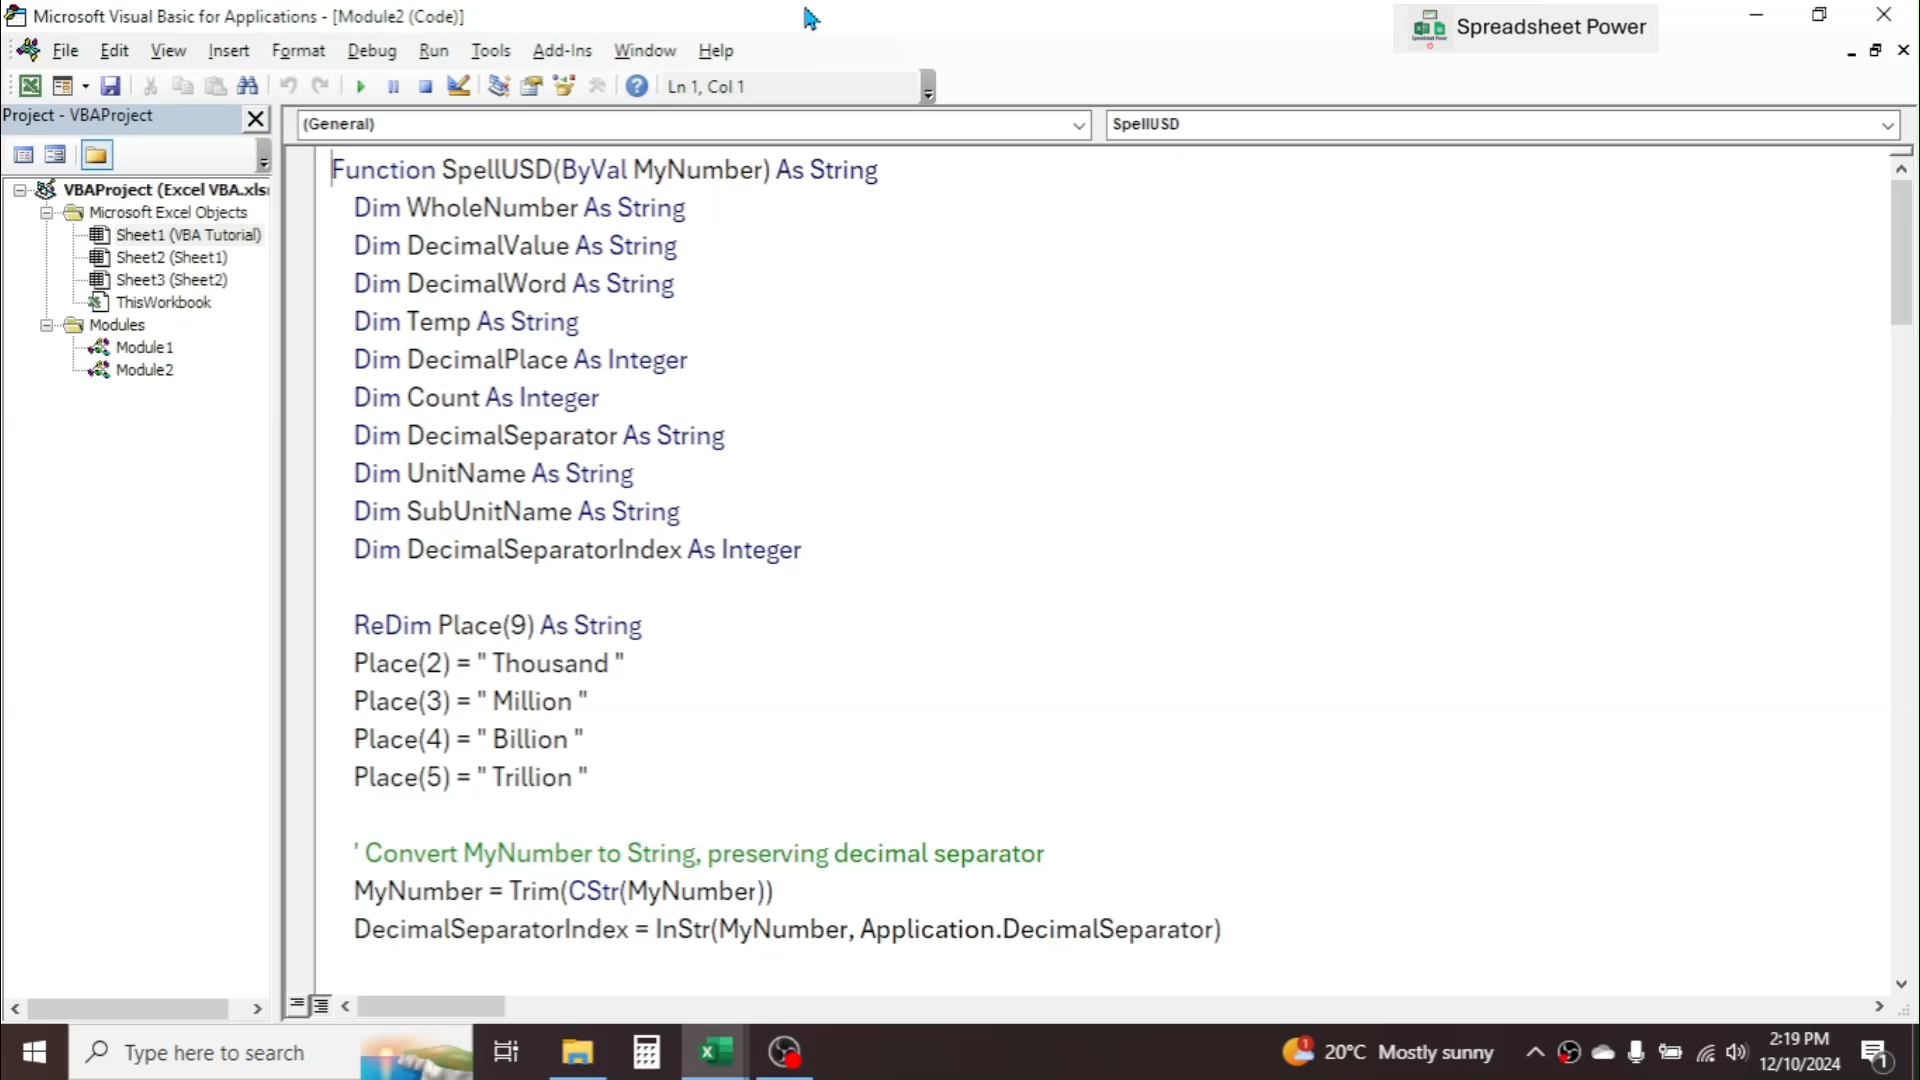 Microsoft Visual Basic for Applications - [Module2 (Code)]
Spreadsheet Power
File Edit View Insert Format Debug Run Tools Add-Ins Window Help
Ln 1, Col 1
Project - VBAProject
(General)
SpellUSD
VBAProject (Excel VBA.xls
Microsoft Excel Objects
Sheet1 (VBA Tutorial)
Sheet2 (Sheet1)
Sheet3 (Sheet2)
ThisWorkbook
Modules
Module1
Module2
Function SpellUSD(ByVal MyNumber) As String
Dim WholeNumber As String
Dim DecimalValue As String
Dim DecimalWord As String
Dim Temp As String
Dim DecimalPlace As Integer
Dim Count As Integer
Dim DecimalSeparator As String
Dim UnitName As String
Dim SubUnitName As String
Dim DecimalSeparatorIndex As Integer
ReDim Place(9) As String
Place(2) = " Thousand "
Place(3) = " Million "
Place(4) = " Billion "
Place(5) = " Trillion "
' Convert MyNumber to String, preserving decimal separator
MyNumber = Trim(CStr(MyNumber))
DecimalSeparatorIndex = InStr(MyNumber, Application.DecimalSeparator)
Type here to search
20°C Mostly sunny
2:19 PM
12/10/2024
1